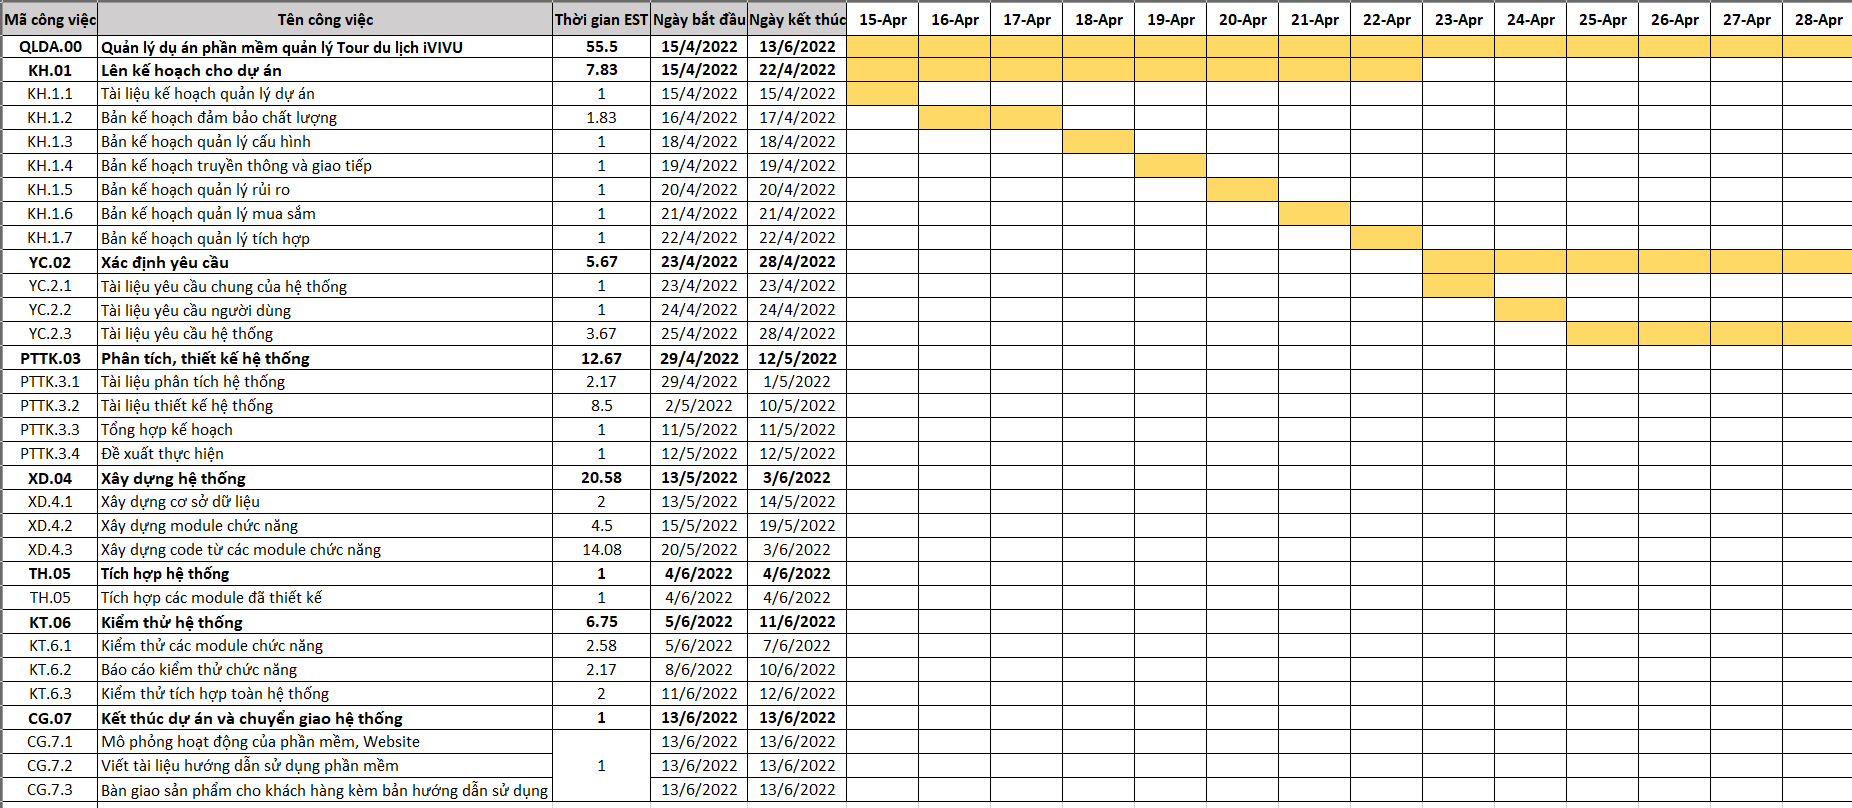 Mã công việc Tên công việc Thời gian EST Ngày bắt đầu Ngày kết thúc 15-Apr 16-Apr 17-Apr 18-Apr 19-Apr 20-Apr 21-Apr 22-Apr 23-Apr 24-Apr 25-Apr 26-Apr 27-Apr 28-Apr
QLDA.00 Quản lý dụ án phần mềm quản lý Tour du lịch iVIVU 55.5 15/4/2022 13/6/2022
KH.01 Lên kế hoạch cho dự án 7.83 15/4/2022 22/4/2022
KH.1.1 Tài liệu kế hoạch quản lý dự án 1 15/4/2022 15/4/2022
KH.1.2 Bản kế hoạch đảm bảo chất lượng 1.83 16/4/2022 17/4/2022
KH.1.3 Bản kế hoạch quản lý cấu hình 1 18/4/2022 18/4/2022
KH.1.4 Bản kế hoạch truyền thông và giao tiếp 1 19/4/2022 19/4/2022
KH.1.5 Bản kế hoạch quản lý rủi ro 1 20/4/2022 20/4/2022
KH.1.6 Bản kế hoạch quản lý mua sắm 1 21/4/2022 21/4/2022
KH.1.7 Bản kế hoạch quản lý tích hợp 1 22/4/2022 22/4/2022
YC.02 Xác định yêu cầu 5.67 23/4/2022 28/4/2022
YC.2.1 Tài liệu yêu cầu chung của hệ thống 1 23/4/2022 23/4/2022
YC.2.2 Tài liệu yêu cầu người dùng 1 24/4/2022 24/4/2022
YC.2.3 Tài liệu yêu cầu hệ thống 3.67 25/4/2022 28/4/2022
PTTK.03 Phân tích, thiết kế hệ thống 12.67 29/4/2022 12/5/2022
PTTK.3.1 Tài liệu phân tích hệ thống 2.17 29/4/2022 1/5/2022
PTTK.3.2 Tài liệu thiết kế hệ thống 8.5 2/5/2022 10/5/2022
PTTK.3.3 Tổng hợp kế hoạch 1 11/5/2022 11/5/2022
PTTK.3.4 Đề xuất thực hiện 1 12/5/2022 12/5/2022
XD.04 Xây dựng hệ thống 20.58 13/5/2022 3/6/2022
XD.4.1 Xây dựng cơ sở dữ liệu 2 13/5/2022 14/5/2022
XD.4.2 Xây dựng module chức năng 4.5 15/5/2022 19/5/2022
XD.4.3 Xây dựng code từ các module chức năng 14.08 20/5/2022 3/6/2022
TH.05 Tích hợp hệ thống 1 4/6/2022 4/6/2022
TH.05 Tích hợp các module đã thiết kế 1 4/6/2022 4/6/2022
KT.06 Kiểm thử hệ thống 6.75 5/6/2022 11/6/2022
KT.6.1 Kiểm thử các module chức năng 2.58 5/6/2022 7/6/2022
KT.6.2 Báo cáo kiểm thử chức năng 2.17 8/6/2022 10/6/2022
KT.6.3 Kiểm thử tích hợp toàn hệ thống 2 11/6/2022 12/6/2022
CG.07 Kết thúc dự án và chuyển giao hệ thống 1 13/6/2022 13/6/2022
CG.7.1 Mô phỏng hoạt động của phần mềm, Website 13/6/2022 13/6/2022
CG.7.2 Viết tài liệu hướng dẫn sử dụng phần mềm 1 13/6/2022 13/6/2022
CG.7.3 Bàn giao sản phẩm cho khách hàng kèm bản hướng dẫn sử dụng 13/6/2022 13/6/2022